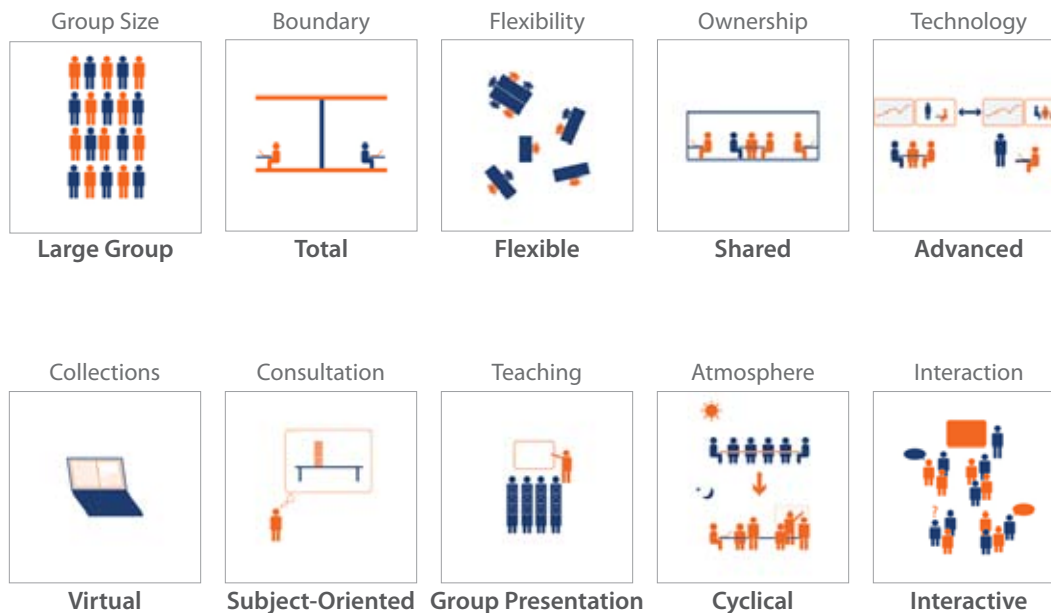 Group Size
Boundary
Flexibility
Ownership
Technology
Large Group
Total
Flexible
Shared
Advanced
Collections
Consultation
Teaching
Atmosphere
Interaction
?
Virtual
Subject-Oriented
Group Presentation
Cyclical
Interactive